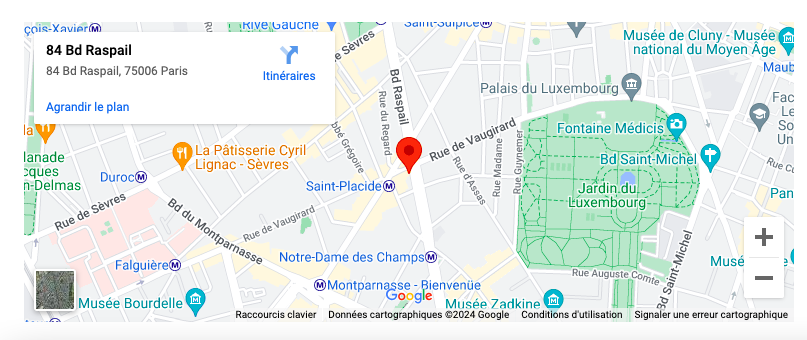 84 Bd Raspail
84 Bd Raspail, 75006 Paris
Itinéraires
Agrandir le plan
çois-Xavier
Rive Gauche
Saint-Sulpice
Musée de Cluny - Musée
national du Moyen Âge
Maub
Rue de Sèvres
Bd Raspail
Rue du Regard
Palais du Luxembourg
Fac
La Pâtisserie Cyril
Lignac - Sèvres
bbé Grégoire
Rue de Vaugirard
Rue d'Assas
Rue Madame
Rue Guynemer
Fontaine Médicis
Bd Saint-Michel
anade
cques
n-Delmas
Duroc
Saint-Placide
Jardin du
Luxembourg
Pan
Rue de Sèvres
Bd du Montparnasse
Rue de Vaugirard
Bd Saint-Michel
Notre-Dame des Champs
Falguière
Rue Auguste Comte
Musé
Montparnasse - Bienvenüe
Google
Musée Bourdelle
Musée Zadkine
Raccourcis clavier
Données cartographiques ©2024 Google
Conditions d'utilisation
Signaler une erreur cartographique